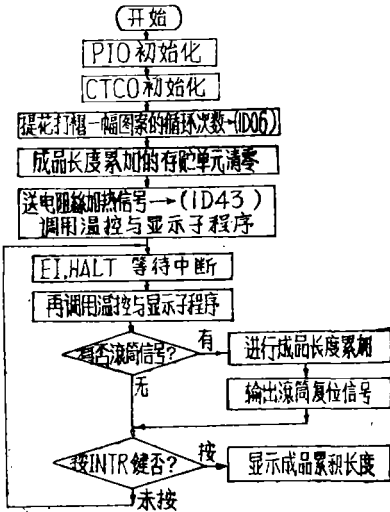 开始
PIO初始化
CTCO初始化
提花打楷一幅图案的循环次数→(1D06)
成品长度累加的存贮单元清零
送电阻丝加热信号→(1D43)
调用温控与显示子程序
EI.HALT 等待中断
再调用温控与显示子程序
有否滚筒信号?
有
进行成品长度累加
无
输出滚筒复位信号
按INTR键否?
按
显示成品累积长度
未按